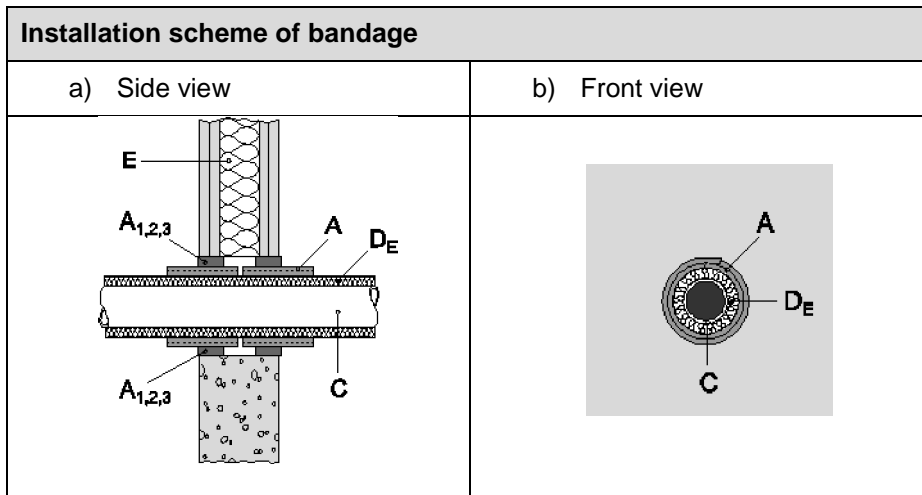 Installation scheme of bandage
a) Side view
b) Front view
E
A1,2,3
A
DE
C
A1,2,3
A
DE
C